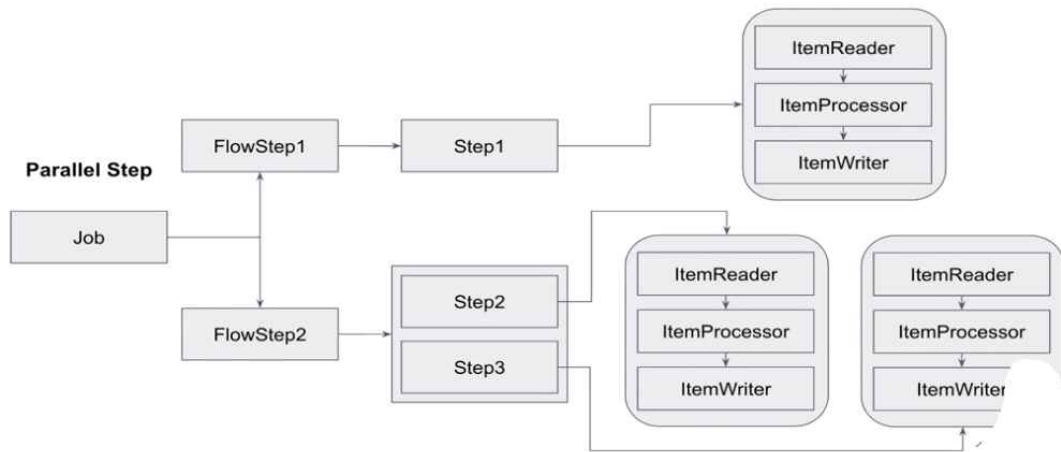 ItemReader
ItemProcessor
ItemWriter
FlowStep1
Step1
Parallel Step
Job
FlowStep2
Step2
Step3
ItemReader
ItemProcessor
ItemWriter
ItemReader
ItemProcessor
ItemWriter